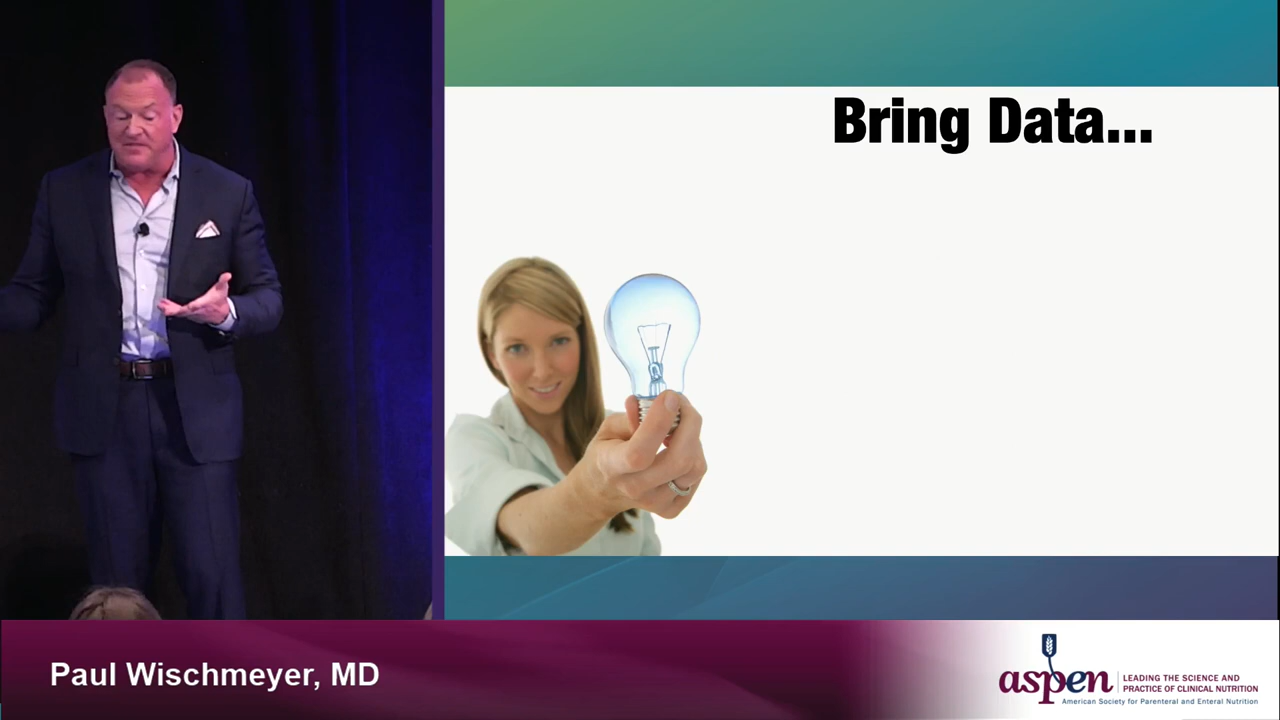 Bring Data...
Paul Wischmeyer, MD
aspen
LEADING THE SCIENCE AND
PRACTICE OF CLINICAL NUTRITION
American Society for Parenteral and Enteral Nutrition